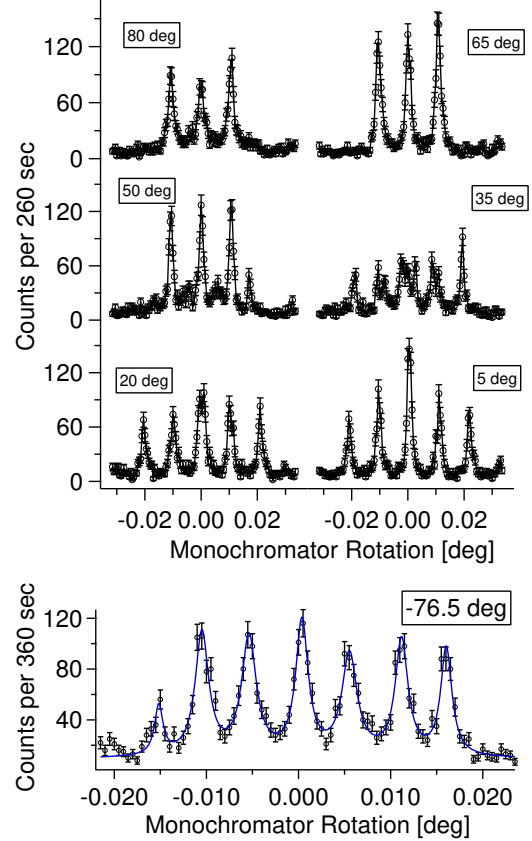 80 deg
65 deg
120
60
0
50 deg
35 deg
120
60
0
20 deg
5 deg
120
60
0
Counts per 260 sec
-0.02 0.00 0.02
-0.02 0.00 0.02
Monochromator Rotation [deg]
-76.5 deg
120
80
40
Counts per 360 sec
-0.020 -0.010 0.000 0.010 0.020
Monochromator Rotation [deg]